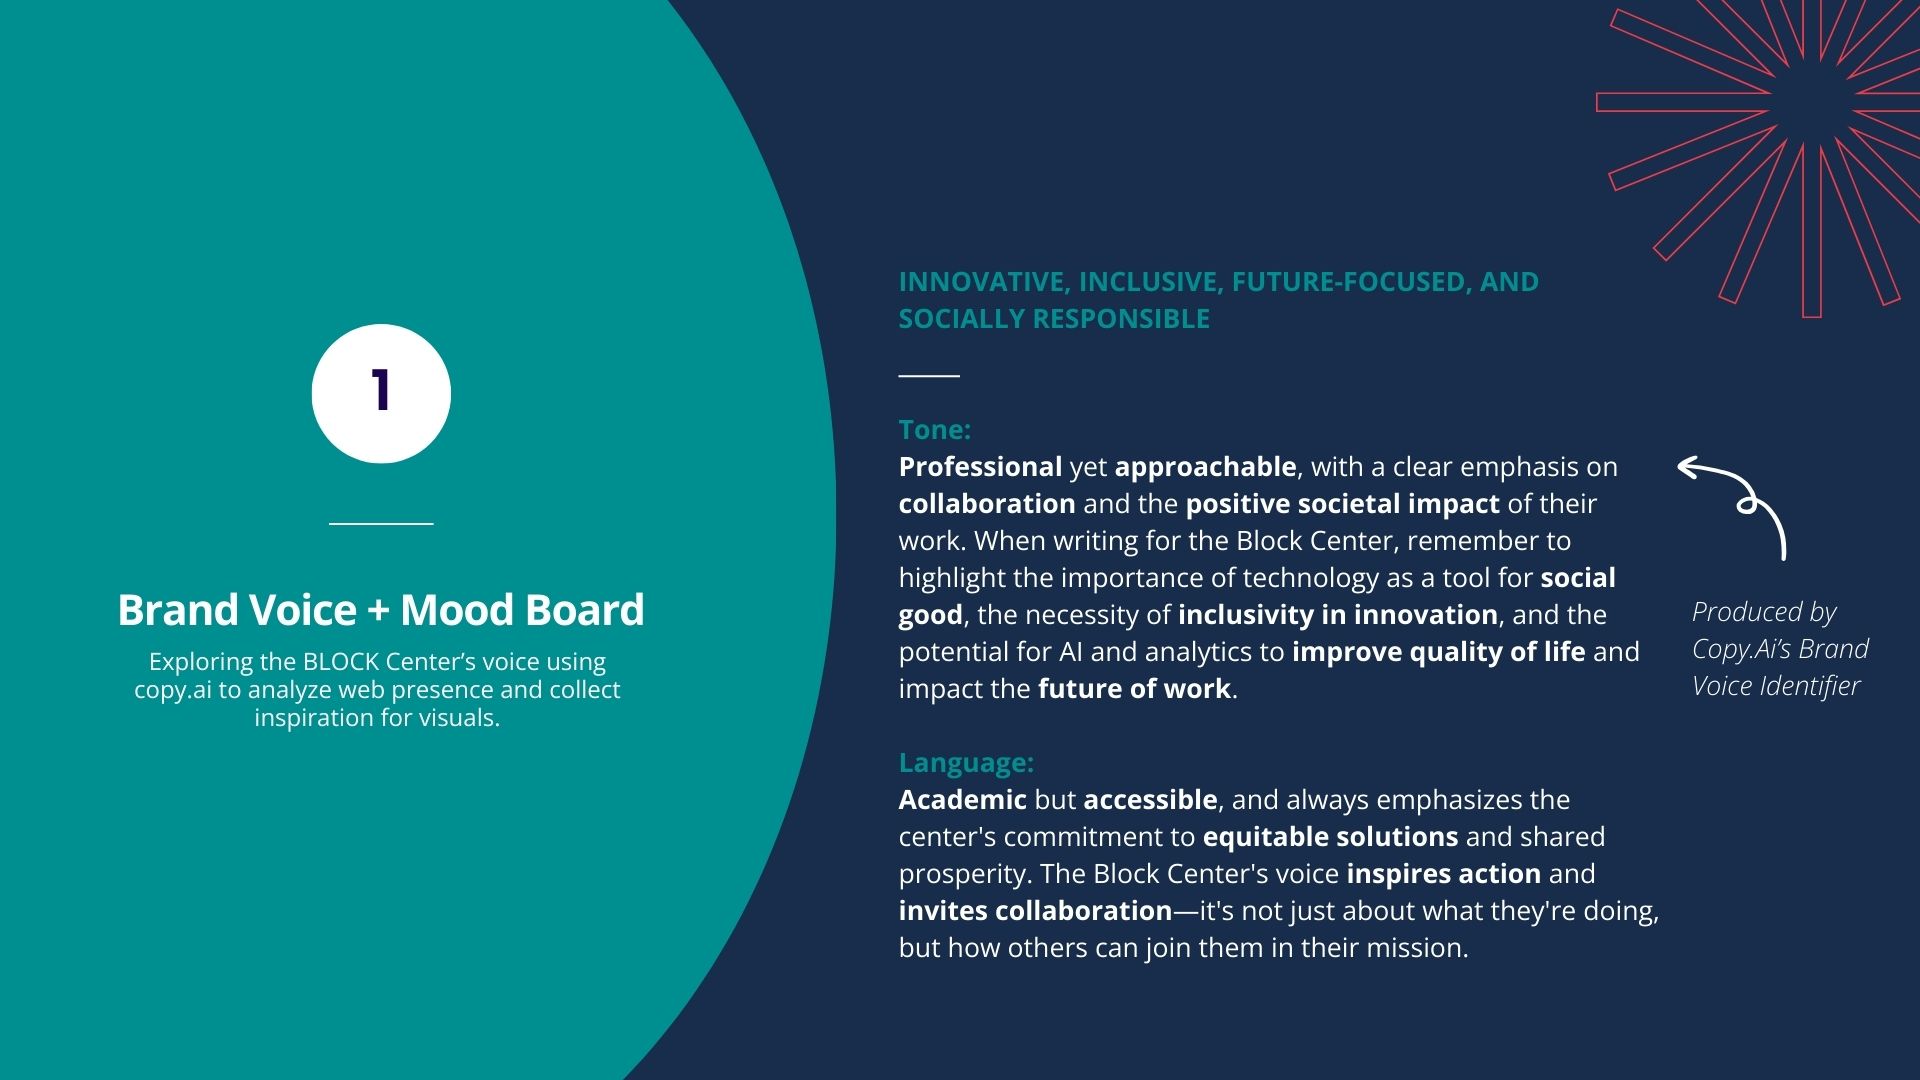 1
Brand Voice + Mood Board
Exploring the BLOCK Center’s voice using
copy.ai to analyze web presence and collect
inspiration for visuals.
INNOVATIVE, INCLUSIVE, FUTURE-FOCUSED, AND
SOCIALLY RESPONSIBLE
Tone:
Professional yet approachable, with a clear emphasis on
collaboration and the positive societal impact of their
work. When writing for the Block Center, remember to
highlight the importance of technology as a tool for social
good, the necessity of inclusivity in innovation, and the
potential for AI and analytics to improve quality of life and
impact the future of work.
Language:
Academic but accessible, and always emphasizes the
center's commitment to equitable solutions and shared
prosperity. The Block Center's voice inspires action and
invites collaboration—it's not just about what they're doing,
but how others can join them in their mission.
Produced by
Copy.Ai’s Brand
Voice Identifier